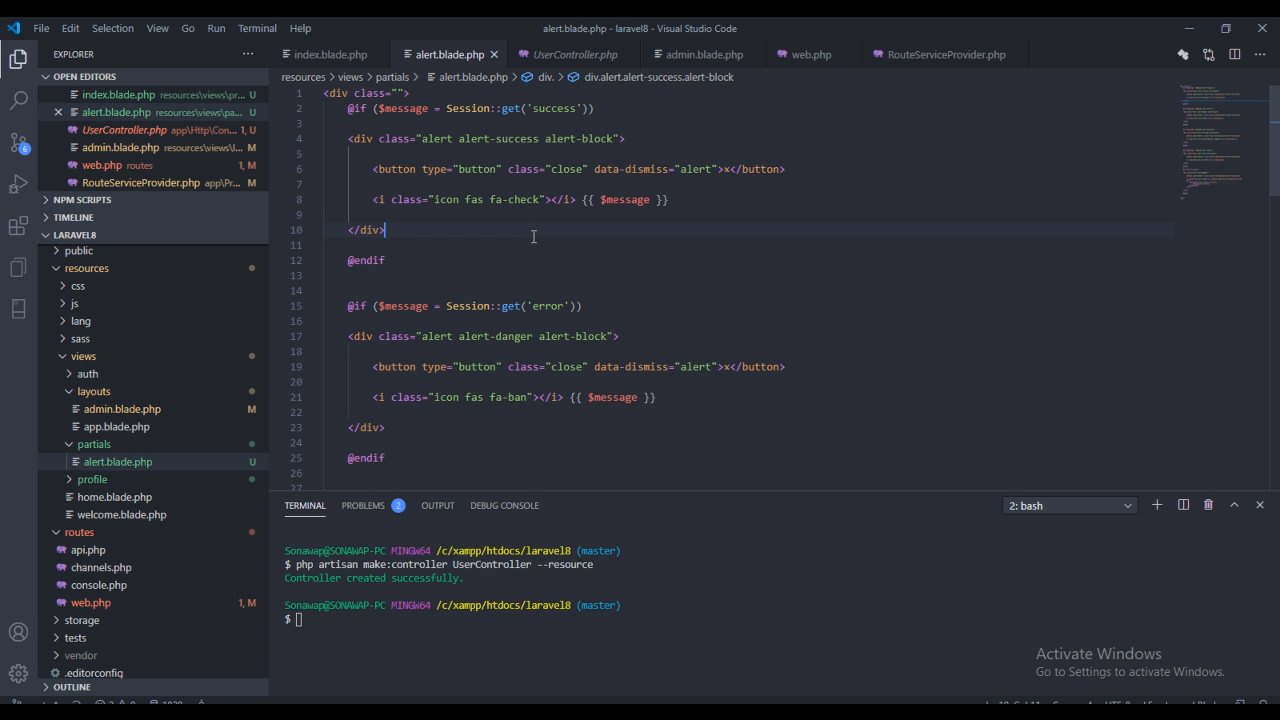 File Edit Selection View Go Run Terminal Help
alert.blade.php - laravel8 - Visual Studio Code
EXPLORER
index.blade.php
alert.blade.php
UserController.php
admin.blade.php
web.php
RouteServiceProvider.php
OPEN EDITORS
index.blade.php resources\views\pr... U
alert.blade.php resources\views\pa... U
UserController.php app\Http\Con... 1, U
admin.blade.php resources\views\l... M
web.php routes 1, M
RouteServiceProvider.php app\Pr... M
NPM SCRIPTS
TIMELINE
LARAVEL8
public
resources
css
js
lang
sass
views
auth
layouts
admin.blade.php M
app.blade.php
partials
alert.blade.php U
profile
home.blade.php
welcome.blade.php
routes
api.php
channels.php
console.php
web.php 1, M
storage
tests
vendor
.editorconfig
OUTLINE
6
resources > views > partials > alert.blade.php > div. > div.alert.alert-success.alert-block
1 <div class="">
2 @if ($message = Session::get('success'))
3
4 <div class="alert alert-success alert-block">
5
6 <button type="button" class="close" data-dismiss="alert">×</button>
7
8 <i class="icon fas fa-check"></i> {{ $message }}
9
10 </div>
11
12 @endif
13
14
15 @if ($message = Session::get('error'))
16
17 <div class="alert alert-danger alert-block">
18
19 <button type="button" class="close" data-dismiss="alert">×</button>
20
21 <i class="icon fas fa-ban"></i> {{ $message }}
22
23 </div>
24
25 @endif
26
27
TERMINAL PROBLEMS 2 OUTPUT DEBUG CONSOLE
2: bash
Sonawap@SONAWAP-PC MINGW64 /c/xampp/htdocs/laravel8 (master)
$ php artisan make:controller UserController --resource
Controller created successfully.
Sonawap@SONAWAP-PC MINGW64 /c/xampp/htdocs/laravel8 (master)
$
Activate Windows
Go to Settings to activate Windows.